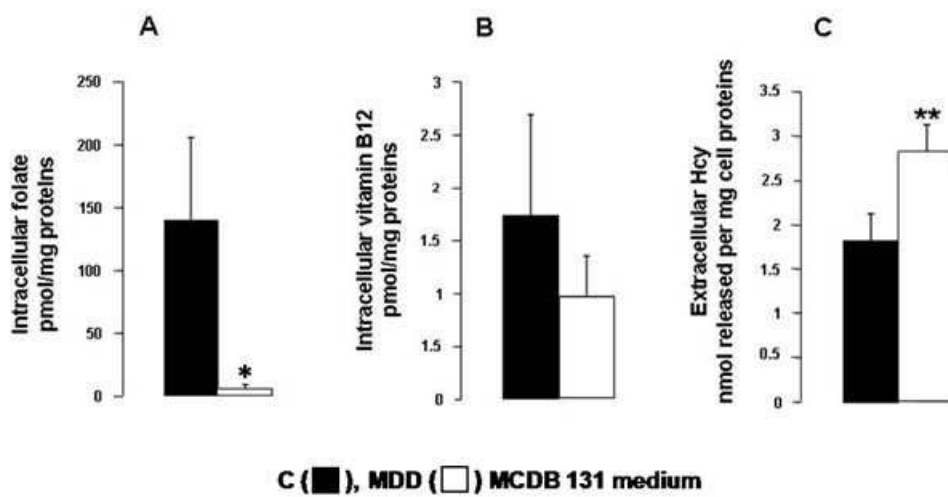 A
B
C
Intracellular folate
pmol/mg proteins
250
200
150
100
50
0
*
Intracellular vitamin B12
pmol/mg proteins
3
2.5
2
1.5
1
1.5
0
Extracellular Hcy
nmol released per mg cell proteins
3.5
3
2.5
2
1.5
1
0.5
0
**
C (■), MDD (□) MCDB 131 medium